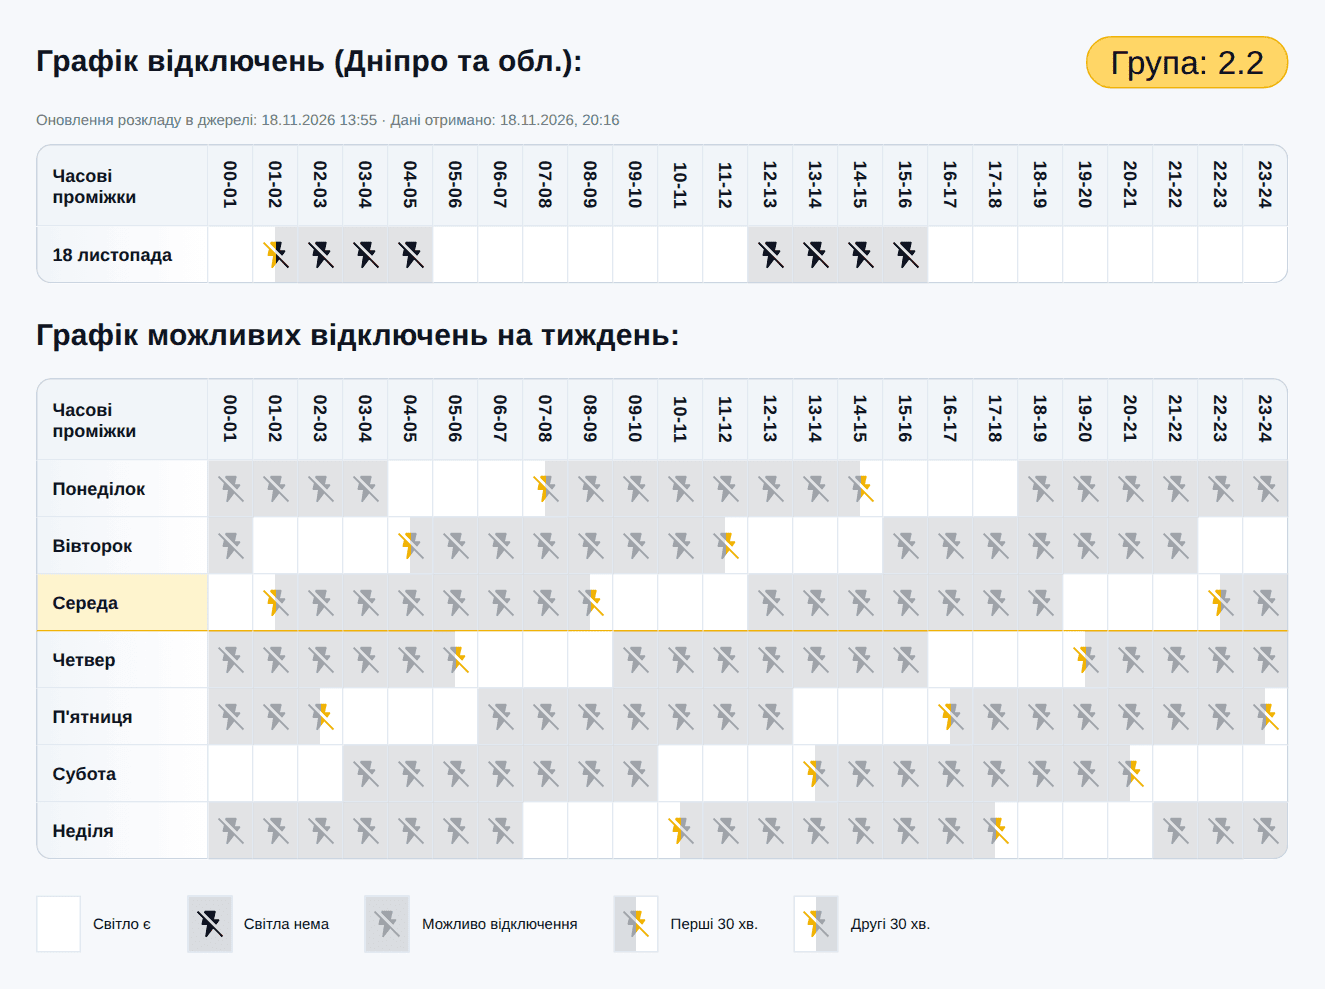 Графік відключень (Дніпро та обл.):
Група: 2.2
Оновлення розкладу в джерелі: 18.11.2026 13:55 · Дані отримано: 18.11.2026, 20:16
Часові
проміжки
00-01 01-02 02-03 03-04 04-05 05-06 06-07 07-08 08-09 09-10 10-11 11-12 12-13 13-14 14-15 15-16 16-17 17-18 18-19 19-20 20-21 21-22 22-23 23-24
18 листопада
Графік можливих відключень на тиждень:
Часові
проміжки
00-01 01-02 02-03 03-04 04-05 05-06 06-07 07-08 08-09 09-10 10-11 11-12 12-13 13-14 14-15 15-16 16-17 17-18 18-19 19-20 20-21 21-22 22-23 23-24
Понеділок
Вівторок
Середа
Четвер
П'ятниця
Субота
Неділя
Світло є
Світла нема
Можливо відключення
Перші 30 хв.
Другі 30 хв.